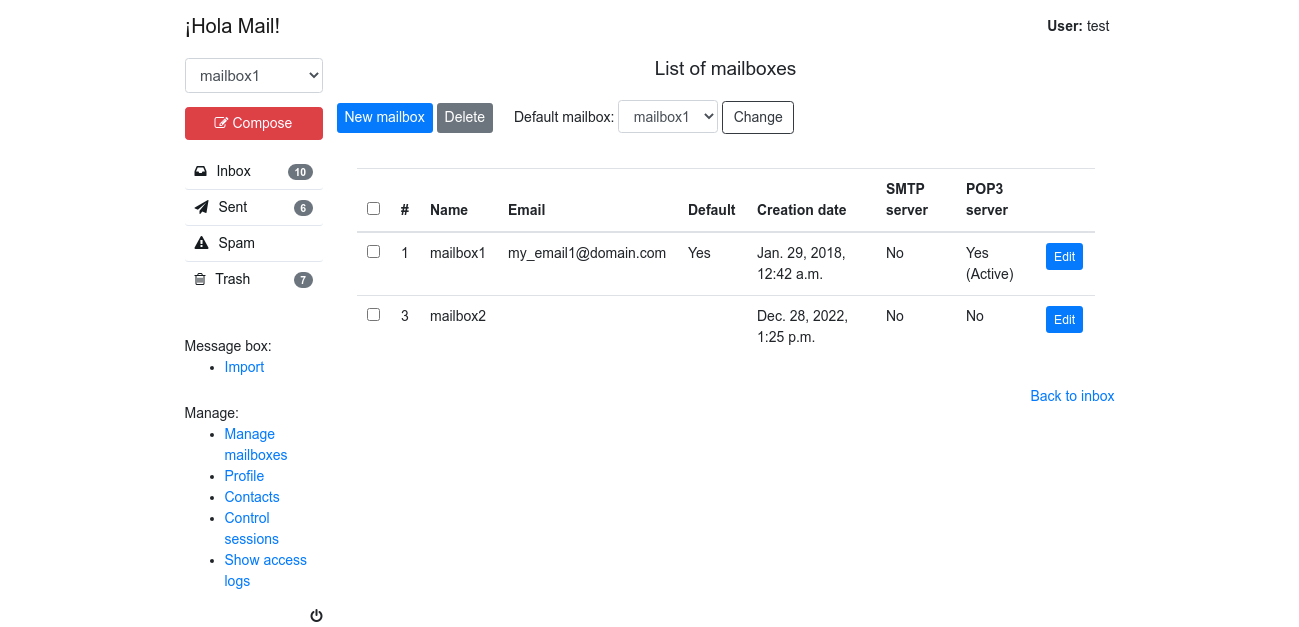 ¡Hola Mail!
User: test
mailbox1
Compose
Inbox 10
Sent 6
Spam
Trash 7
Message box:
Import
Manage:
Manage
mailboxes
Profile
Contacts
Control
sessions
Show access
logs
List of mailboxes
New mailbox Delete Default mailbox: mailbox1 Change
# Name Email Default Creation date SMTP server POP3 server
1 mailbox1 my_email1@domain.com Yes Jan. 29, 2018, No Yes Edit
12:42 a.m. (Active)
3 mailbox2 Dec. 28, 2022, No No Edit
1:25 p.m.
Back to inbox